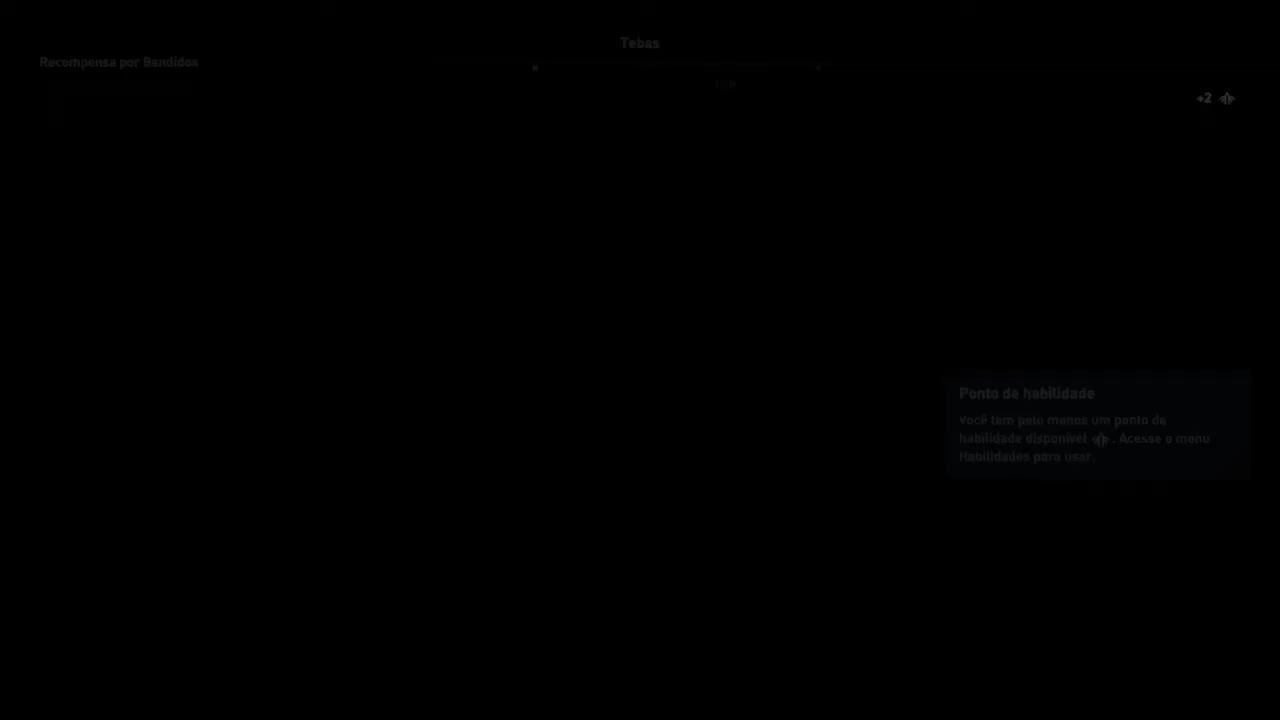 Tebas
Recompensa por Bandidos
+2
Ponto de habilidade
Você tem pelo menos um ponto de
habilidade disponível . Acesse o menu
Habilidades para usar.